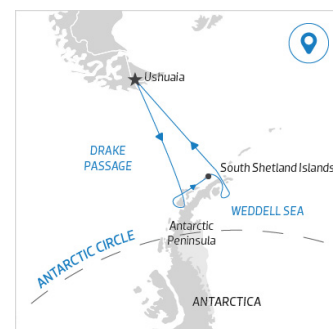 Ushuaia
DRAKE
PASSAGE
South Shetland Islands
WEDDELL SEA
Antarctic
Peninsula
ANTARCTIC CIRCLE
ANTARCTICA